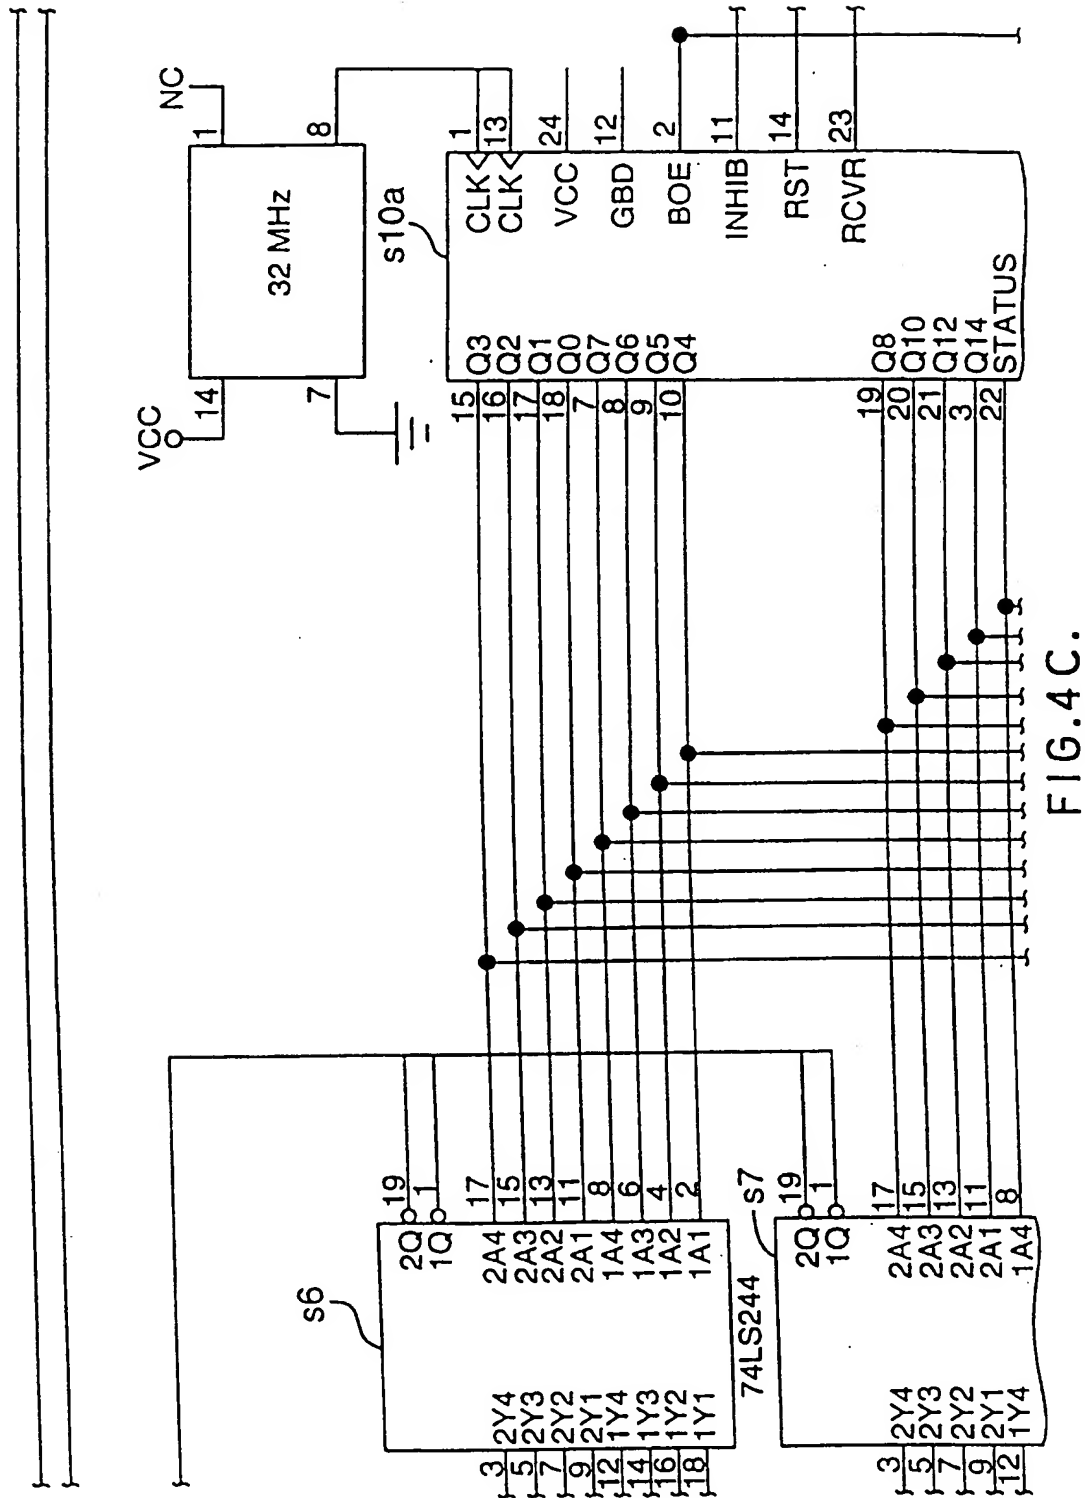 NC
1
8
32 MHz
14
7
VCC
s10a
1 CLK
13 CLK
24 VCC
12 GBD
2 BOE
11 INHIB
14 RST
23 RCVR
15 Q3
16 Q2
17 Q1
18 Q0
7 Q7
8 Q6
9 Q5
10 Q4
19 Q8
20 Q10
21 Q12
3 Q14
22 STATUS
s6
19 2Q
1 1Q
17 2A4
15 2A3
13 2A2
11 2A1
8 1A4
6 1A3
4 1A2
2 1A1
3 2Y4
5 2Y3
7 2Y2
9 2Y1
12 1Y4
14 1Y3
16 1Y2
18 1Y1
74LS244
s7
19 2Q
1 1Q
17 2A4
15 2A3
13 2A2
11 2A1
8 1A4
3 2Y4
5 2Y3
7 2Y2
9 2Y1
12 1Y4
FIG.4C.